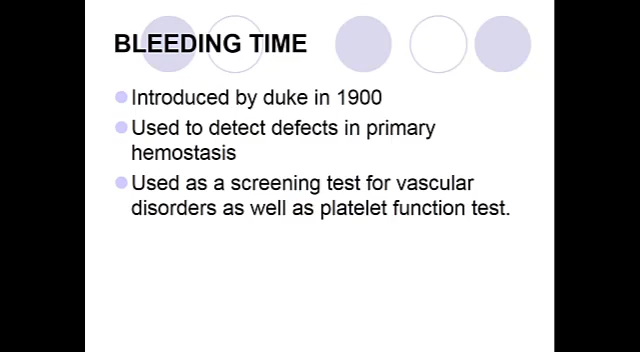 BLEEDING TIME
Introduced by duke in 1900
Used to detect defects in primary
hemostasis
Used as a screening test for vascular
disorders as well as platelet function test.